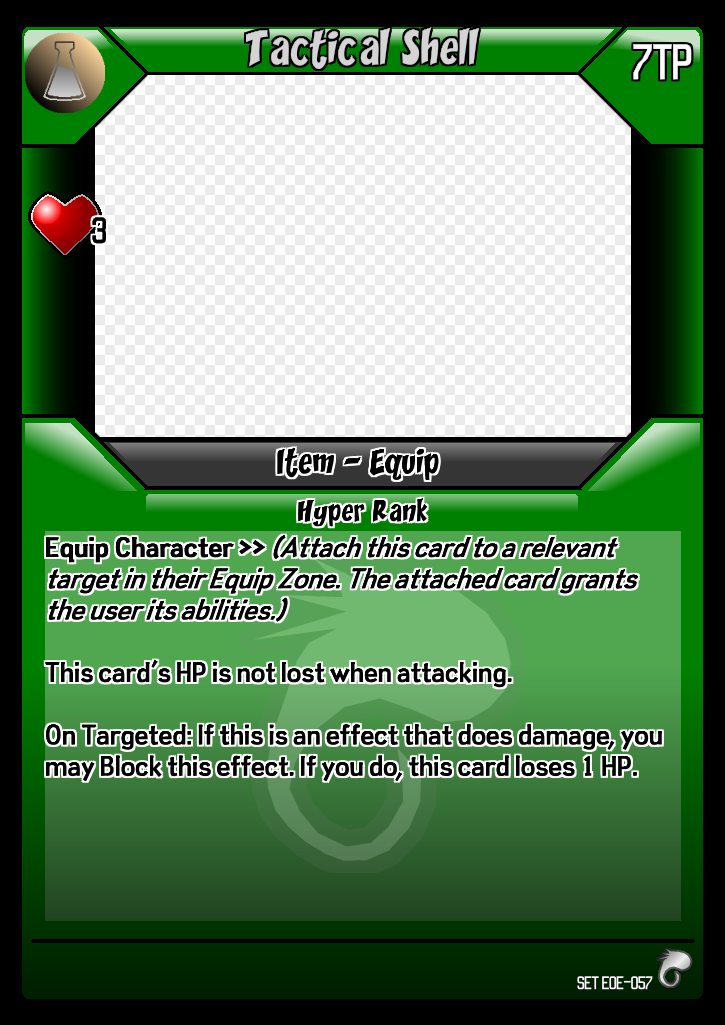 Tactical Shell
7TP
3
Item - Equip
Hyper Rank
Equip Character >> (Attach this card to a relevant
target in their Equip Zone. The attached card grants
the user its abilities.)
This card's HP is not lost when attacking.
On Targeted: If this is an effect that does damage, you
may Block this effect. If you do, this card loses 1 HP.
SET EOE-057